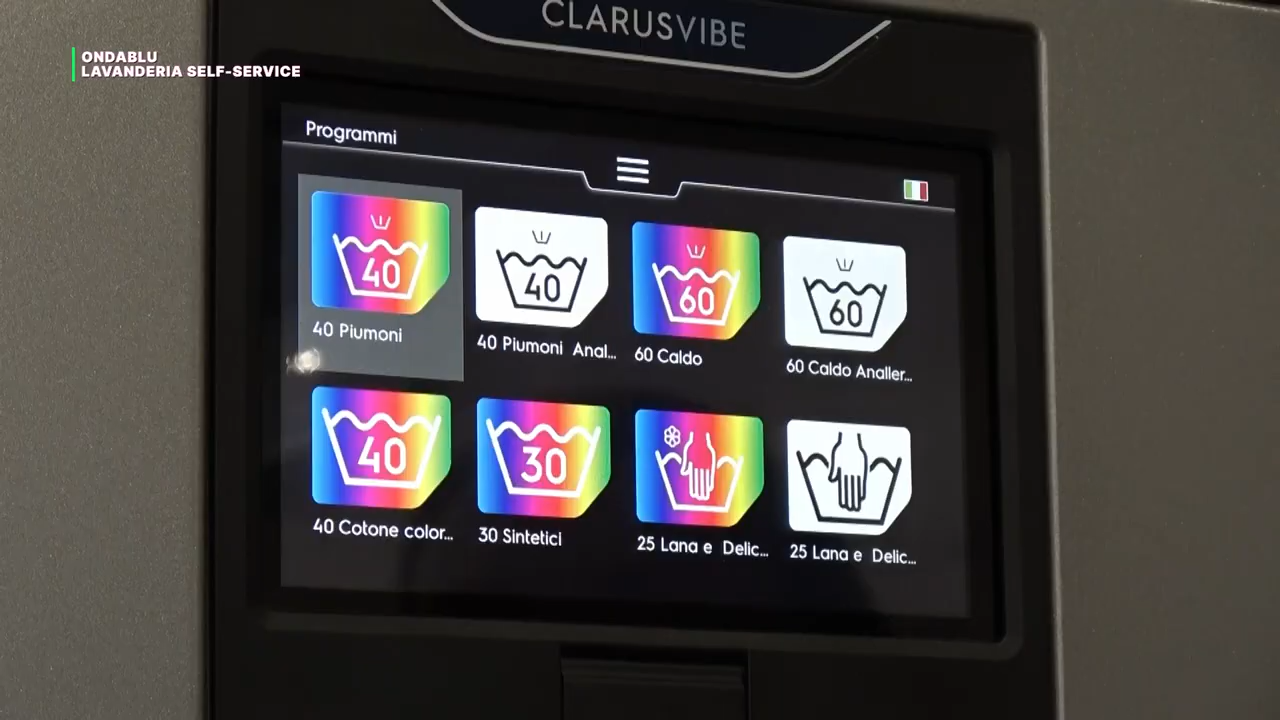 CLARUSVIBE
ONDABLU
LAVANDERIA SELF-SERVICE
Programmi
40
40
60
60
40 Piumoni
40 Piumoni Anal...
60 Caldo
60 Caldo Analler...
40
30
40 Cotone color...
30 Sintetici
25 Lana e Delic...
25 Lana e Delic...